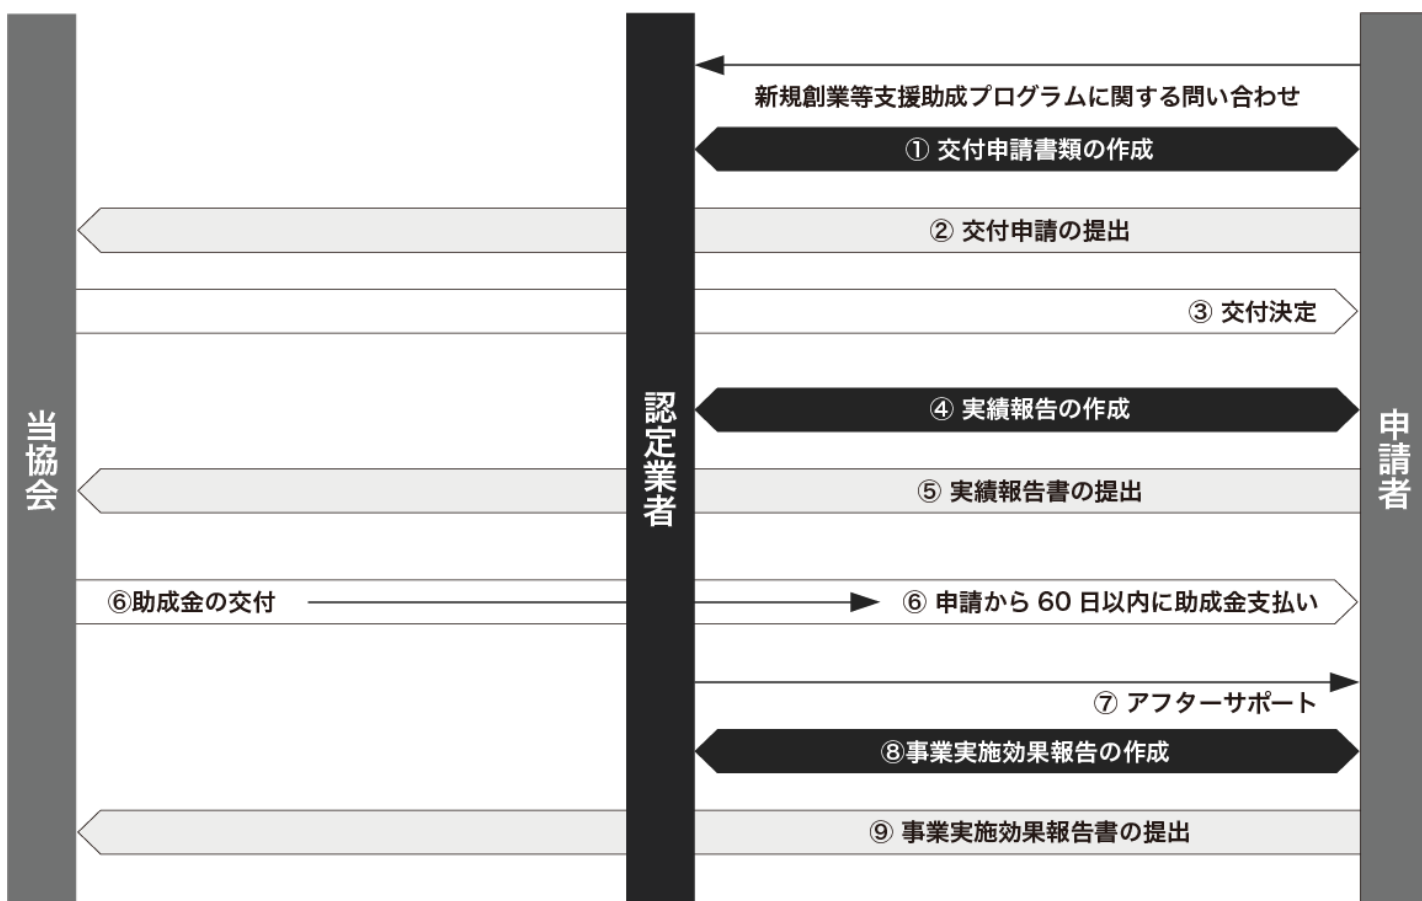 新規創業等支援助成プログラムに関する問い合わせ
① 交付申請書類の作成
② 交付申請の提出
③ 交付決定
④ 実績報告の作成
⑤ 実績報告書の提出
⑥助成金の交付
⑥ 申請から 60 日以内に助成金支払い
⑦ アフターサポート
⑧事業実施効果報告の作成
⑨ 事業実施効果報告書の提出
当協会
認定業者
申請者